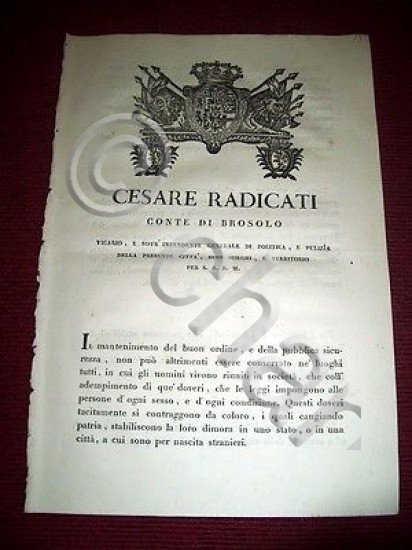 CESARE RADICATI
CONTE DI BROSOLO
VICARIO, E SOVR'INTENDENTE GENERALE DI POLITICA, E PULIZIA
DELLA PRESENTE CITTA', SUOI BORGHI, E TERRITORIO
PER S. S. R. M.
IL mantenimento del buon ordine, e della pubblica sicu-
rezza, non può altrimenti essere conservato ne' luoghi
tutti, in cui gli uomini vivono riuniti in società, che coll'
adempimento di que' doveri, che le leggi impongono alle
persone d'ogni sesso, e d'ogni condizione. Questi doveri
tacitamente si contraggono da coloro, i quali cangiando
patria, stabiliscono la loro dimora in uno stato, o in una
città, a cui sono per nascita stranieri.